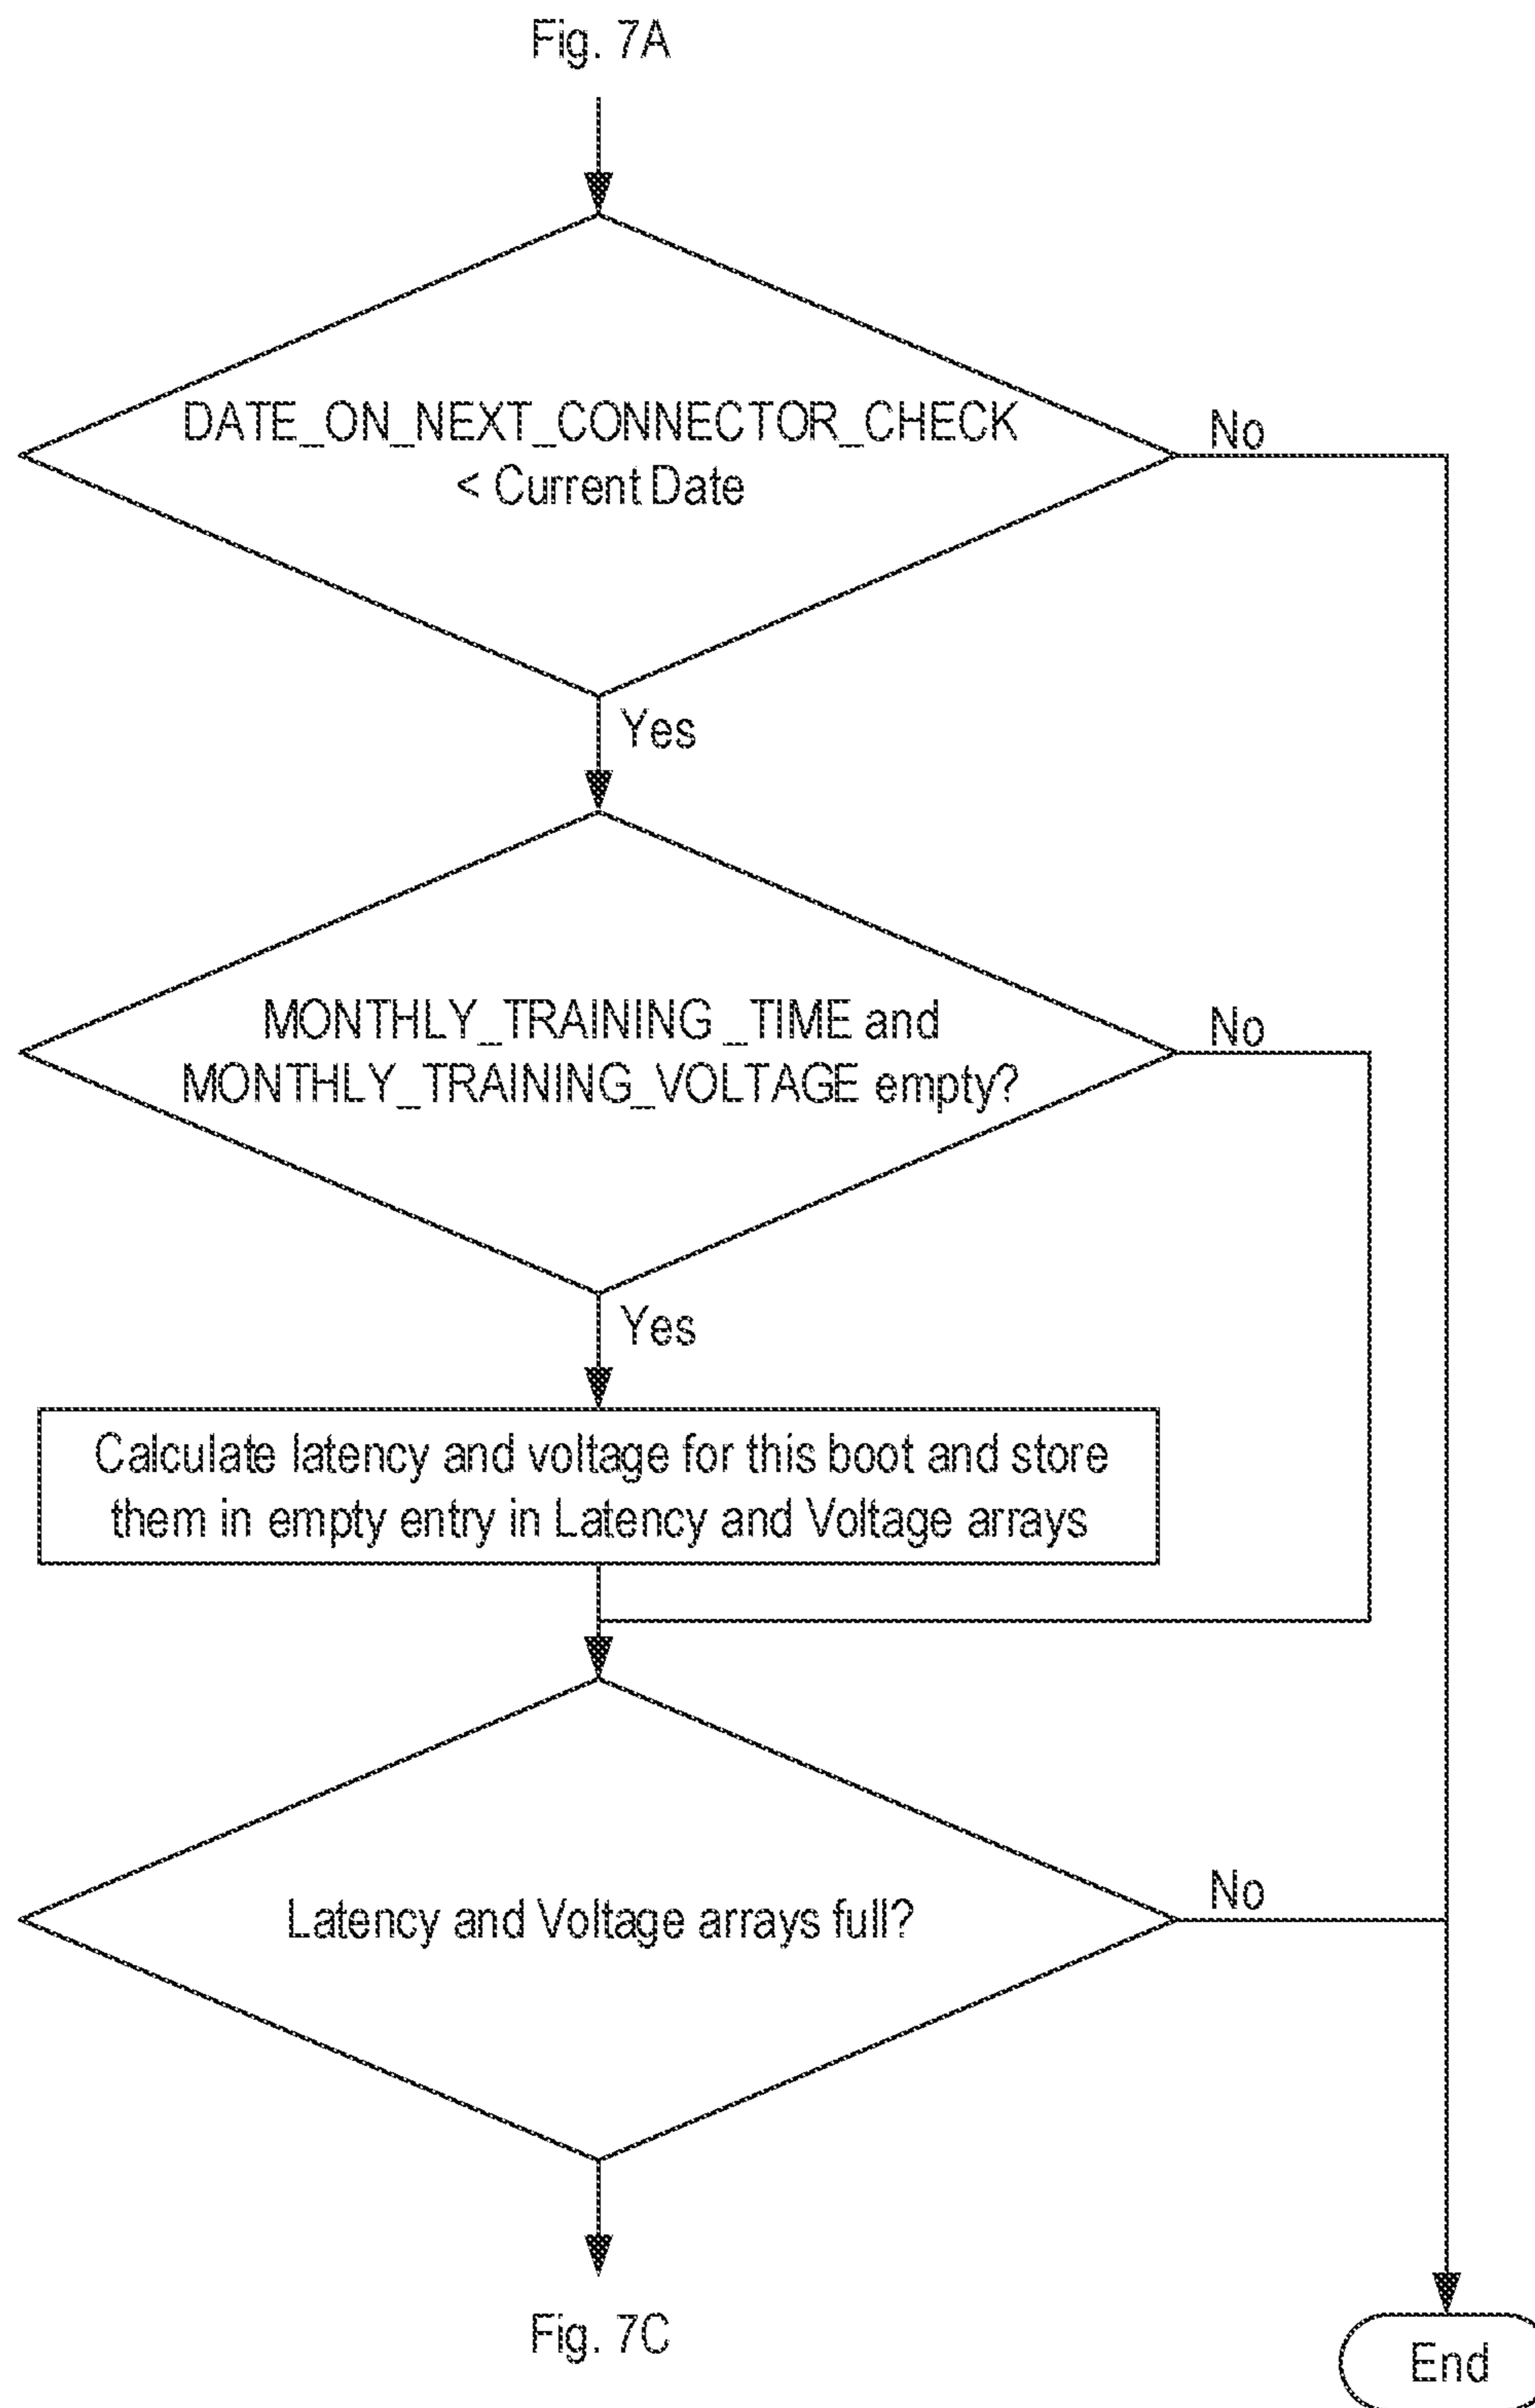 Fig. 7A
DATE_ON_NEXT_CONNECTOR_CHECK
< Current Date
No
Yes
MONTHLY_TRAINING _TIME and
MONTHLY_TRAINING_VOLTAGE empty?
No
Yes
Calculate latency and voltage for this boot and store
them in empty entry in Latency and Voltage arrays
Latency and Voltage arrays full?
No
Fig. 7C
End